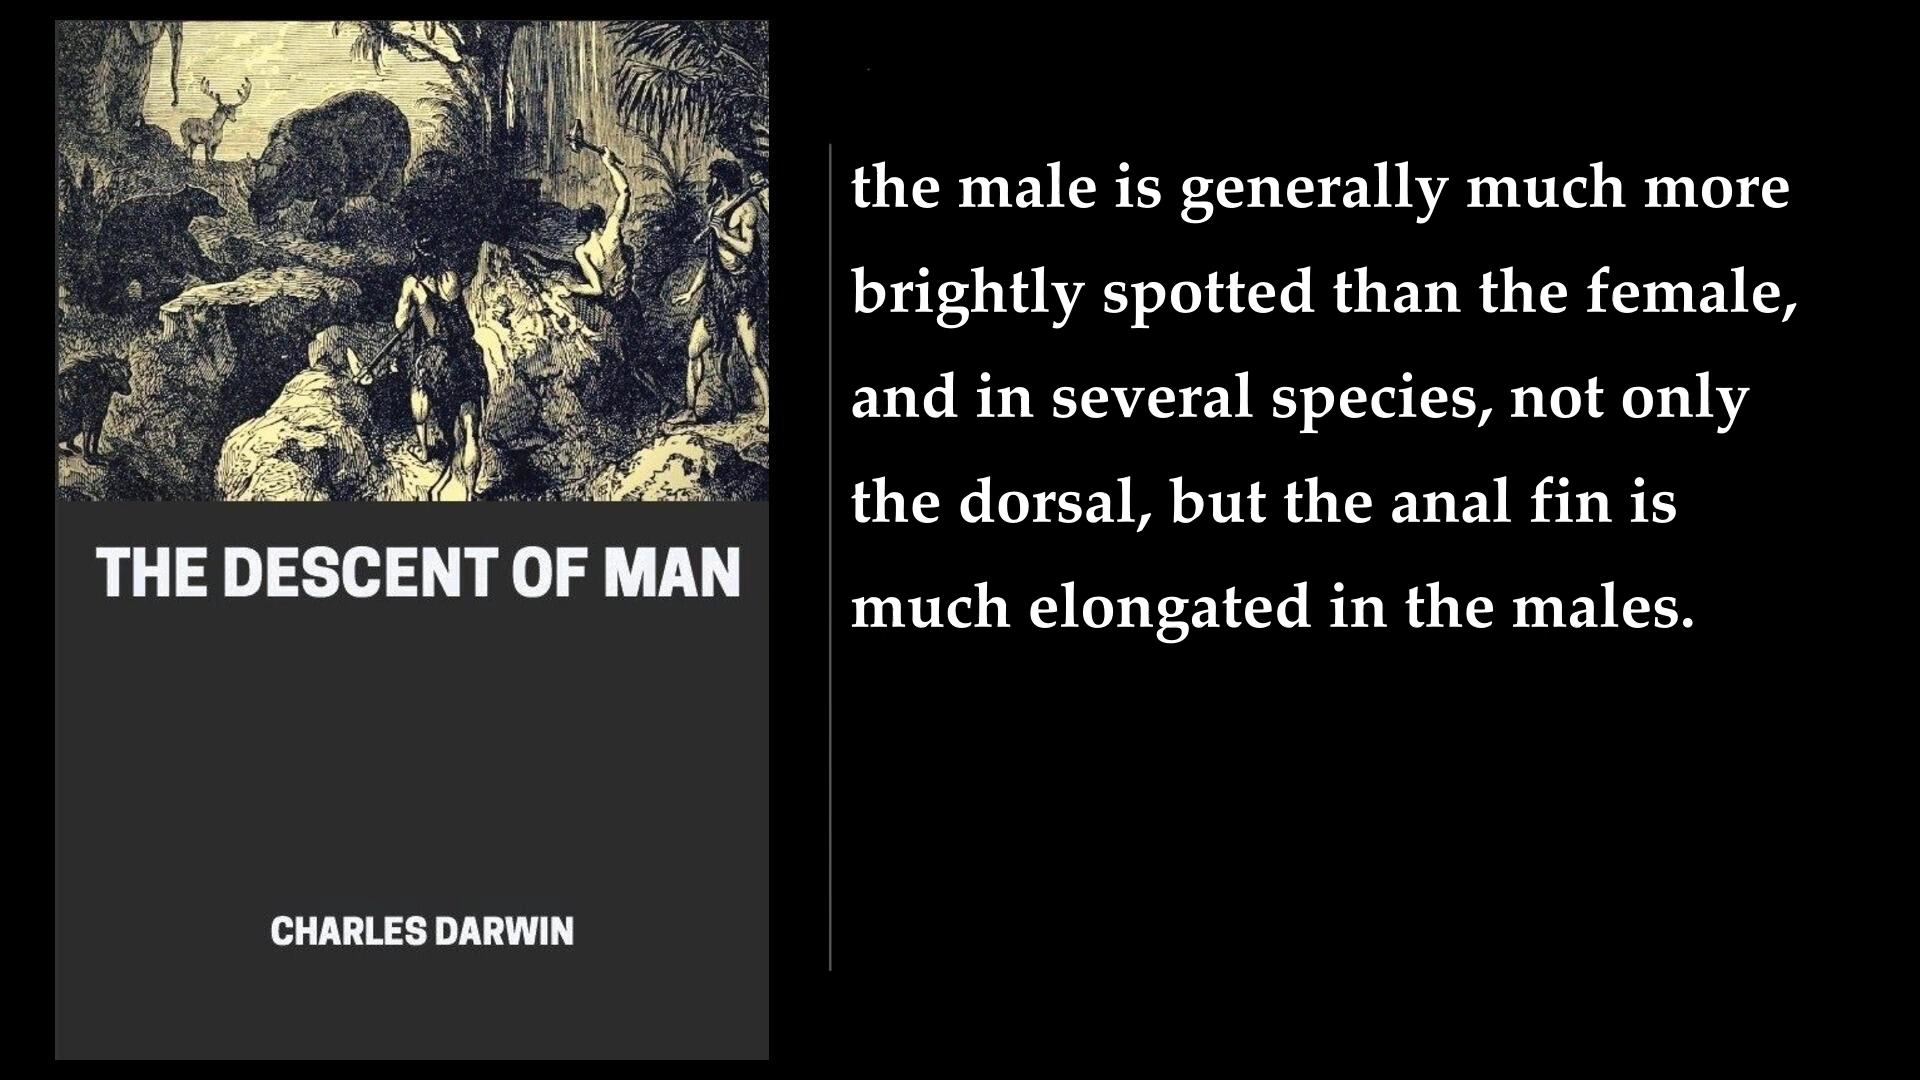 THE DESCENT OF MAN
CHARLES DARWIN
the male is generally much more
brightly spotted than the female,
and in several species, not only
the dorsal, but the anal fin is
much elongated in the males.